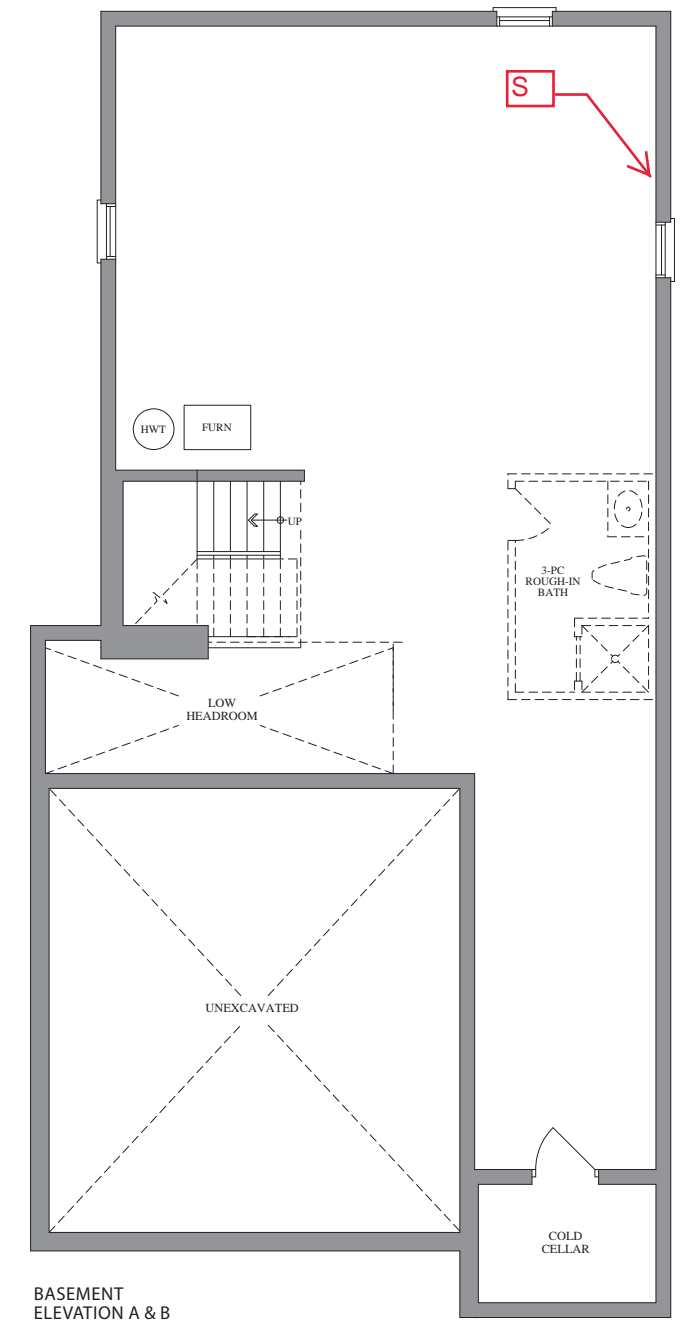 S
HWT
FURN
UP
3-PC
ROUGH-IN
BATH
LOW
HEADROOM
UNEXCAVATED
COLD
CELLAR
BASEMENT
ELEVATION A & B